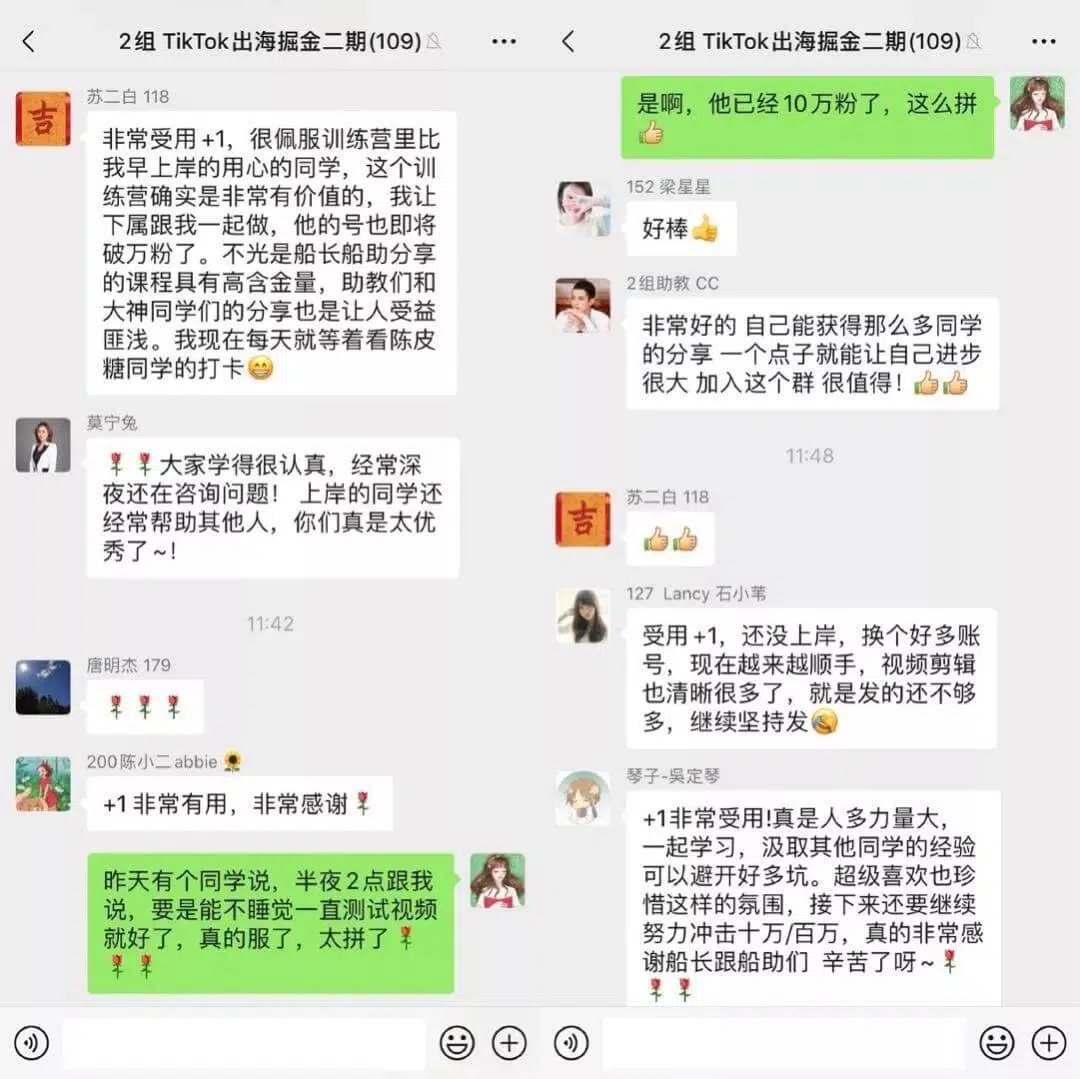 2组 TikTok出海掘金二期(109)
苏二白 118
吉
非常受用+1，很佩服训练营里比
我早上岸的用心的同学，这个训
练营确实是非常有价值的，我让
下属跟我一起做，他的号也即将
破万粉了。不光是船长船助分享
的课程具有高含金量，助教们和
大神同学们的分享也是让人受益
匪浅。我现在每天就等着看陈皮
糖同学的打卡😁
莫宁兔
🌹🌹大家学得很认真，经常深
夜还在咨询问题！ 上岸的同学还
经常帮助其他人，你们真是太优
秀了~！
11:42
唐明杰 179
🌹🌹🌹
200陈小二abbie🌻
+1 非常有用，非常感谢🌹
昨天有个同学说，半夜2点跟我
说，要是能不睡觉一直测试视频
就好了，真的服了，太拼了🌹
🌹🌹
2组 TikTok出海掘金二期(109)
是啊，他已经10万粉了，这么拼
👍
152 梁星星
好棒👍
2组助教 CC
非常好的 自己能获得那么多同学
的分享 一个点子就能让自己进步
很大 加入这个群 很值得！👍👍
11:48
苏二白 118
吉
👍👍
127 Lancy 石小苇
受用+1，还没上岸，换个好多账
号，现在越来越顺手，视频剪辑
也清晰很多了，就是发的还不够
多，继续坚持发🤣
琴子-吳定琴
+1非常受用!真是人多力量大，
一起学习，汲取其他同学的经验
可以避开好多坑。超级喜欢也珍
惜这样的氛围，接下来还要继续
努力冲击十万/百万，真的非常感
谢船长跟船助们 辛苦了呀~🌹
🌹🌹